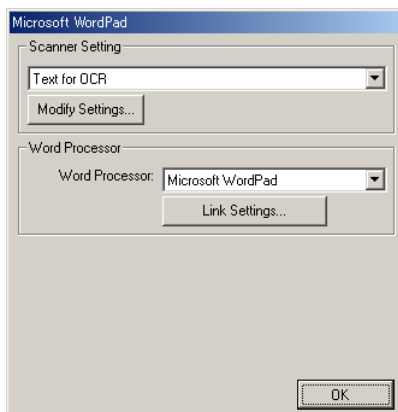 Microsoft WordPad
Scanner Setting
Text for OCR
Modify Settings...
Word Processor
Word Processor: Microsoft WordPad
Link Settings...
OK